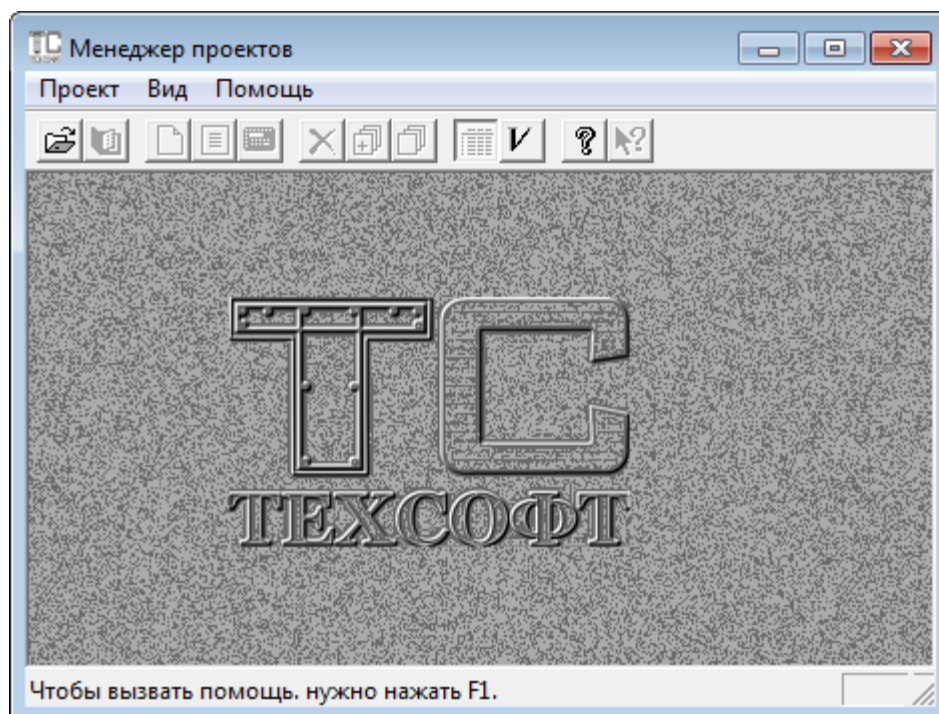 Менеджер проектов
Проект Вид Помощь
ТС
ТЕХСОФТ
Чтобы вызвать помощь. нужно нажать F1.